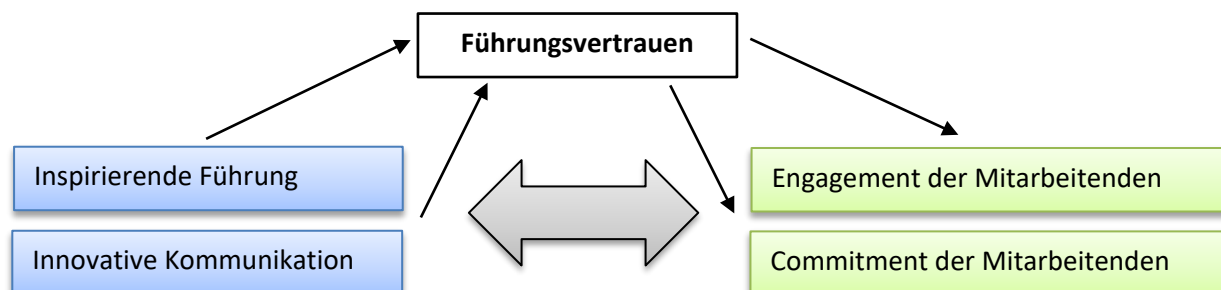 Führungsvertrauen
Inspirierende Führung
Engagement der Mitarbeitenden
Innovative Kommunikation
Commitment der Mitarbeitenden